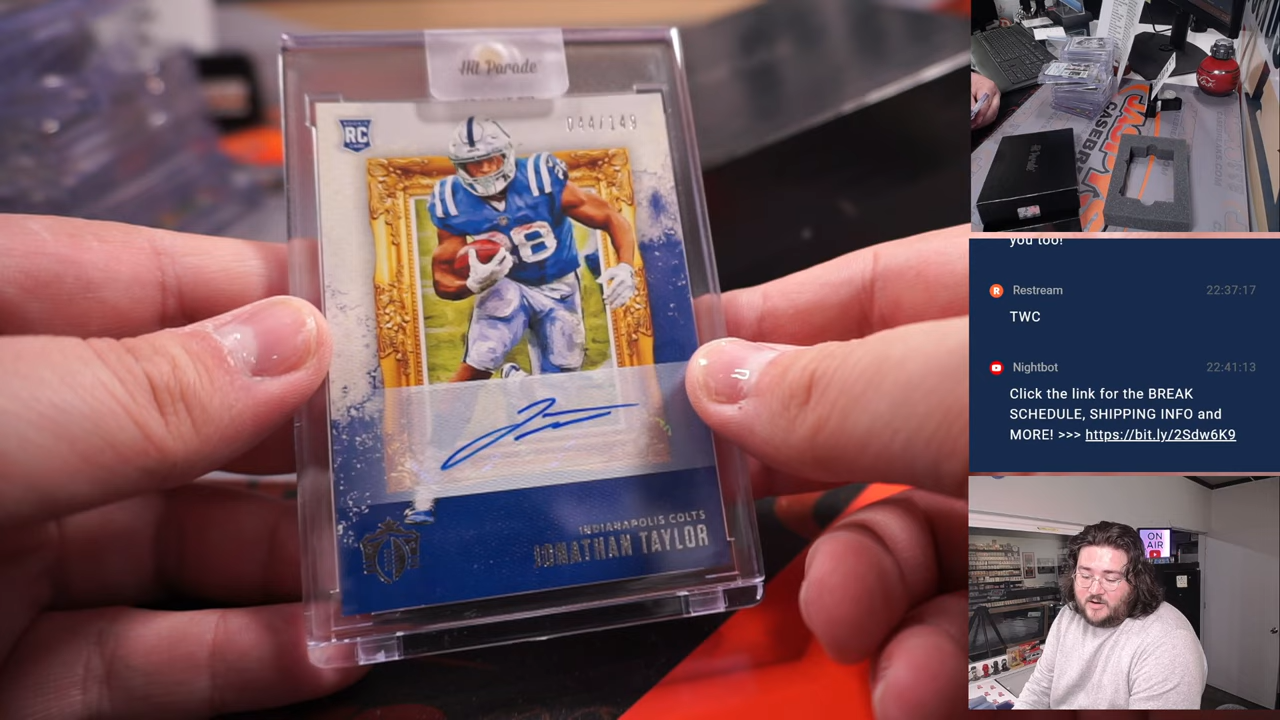 Hit Parade
RC
044/149
28
INDIANAPOLIS COLTS
JONATHAN TAYLOR
you too!
Restream 22:37:17
TWC
Nightbot 22:41:13
Click the link for the BREAK
SCHEDULE, SHIPPING INFO and
MORE! >>> https://bit.ly/2Sdw6K9
ON
AIR